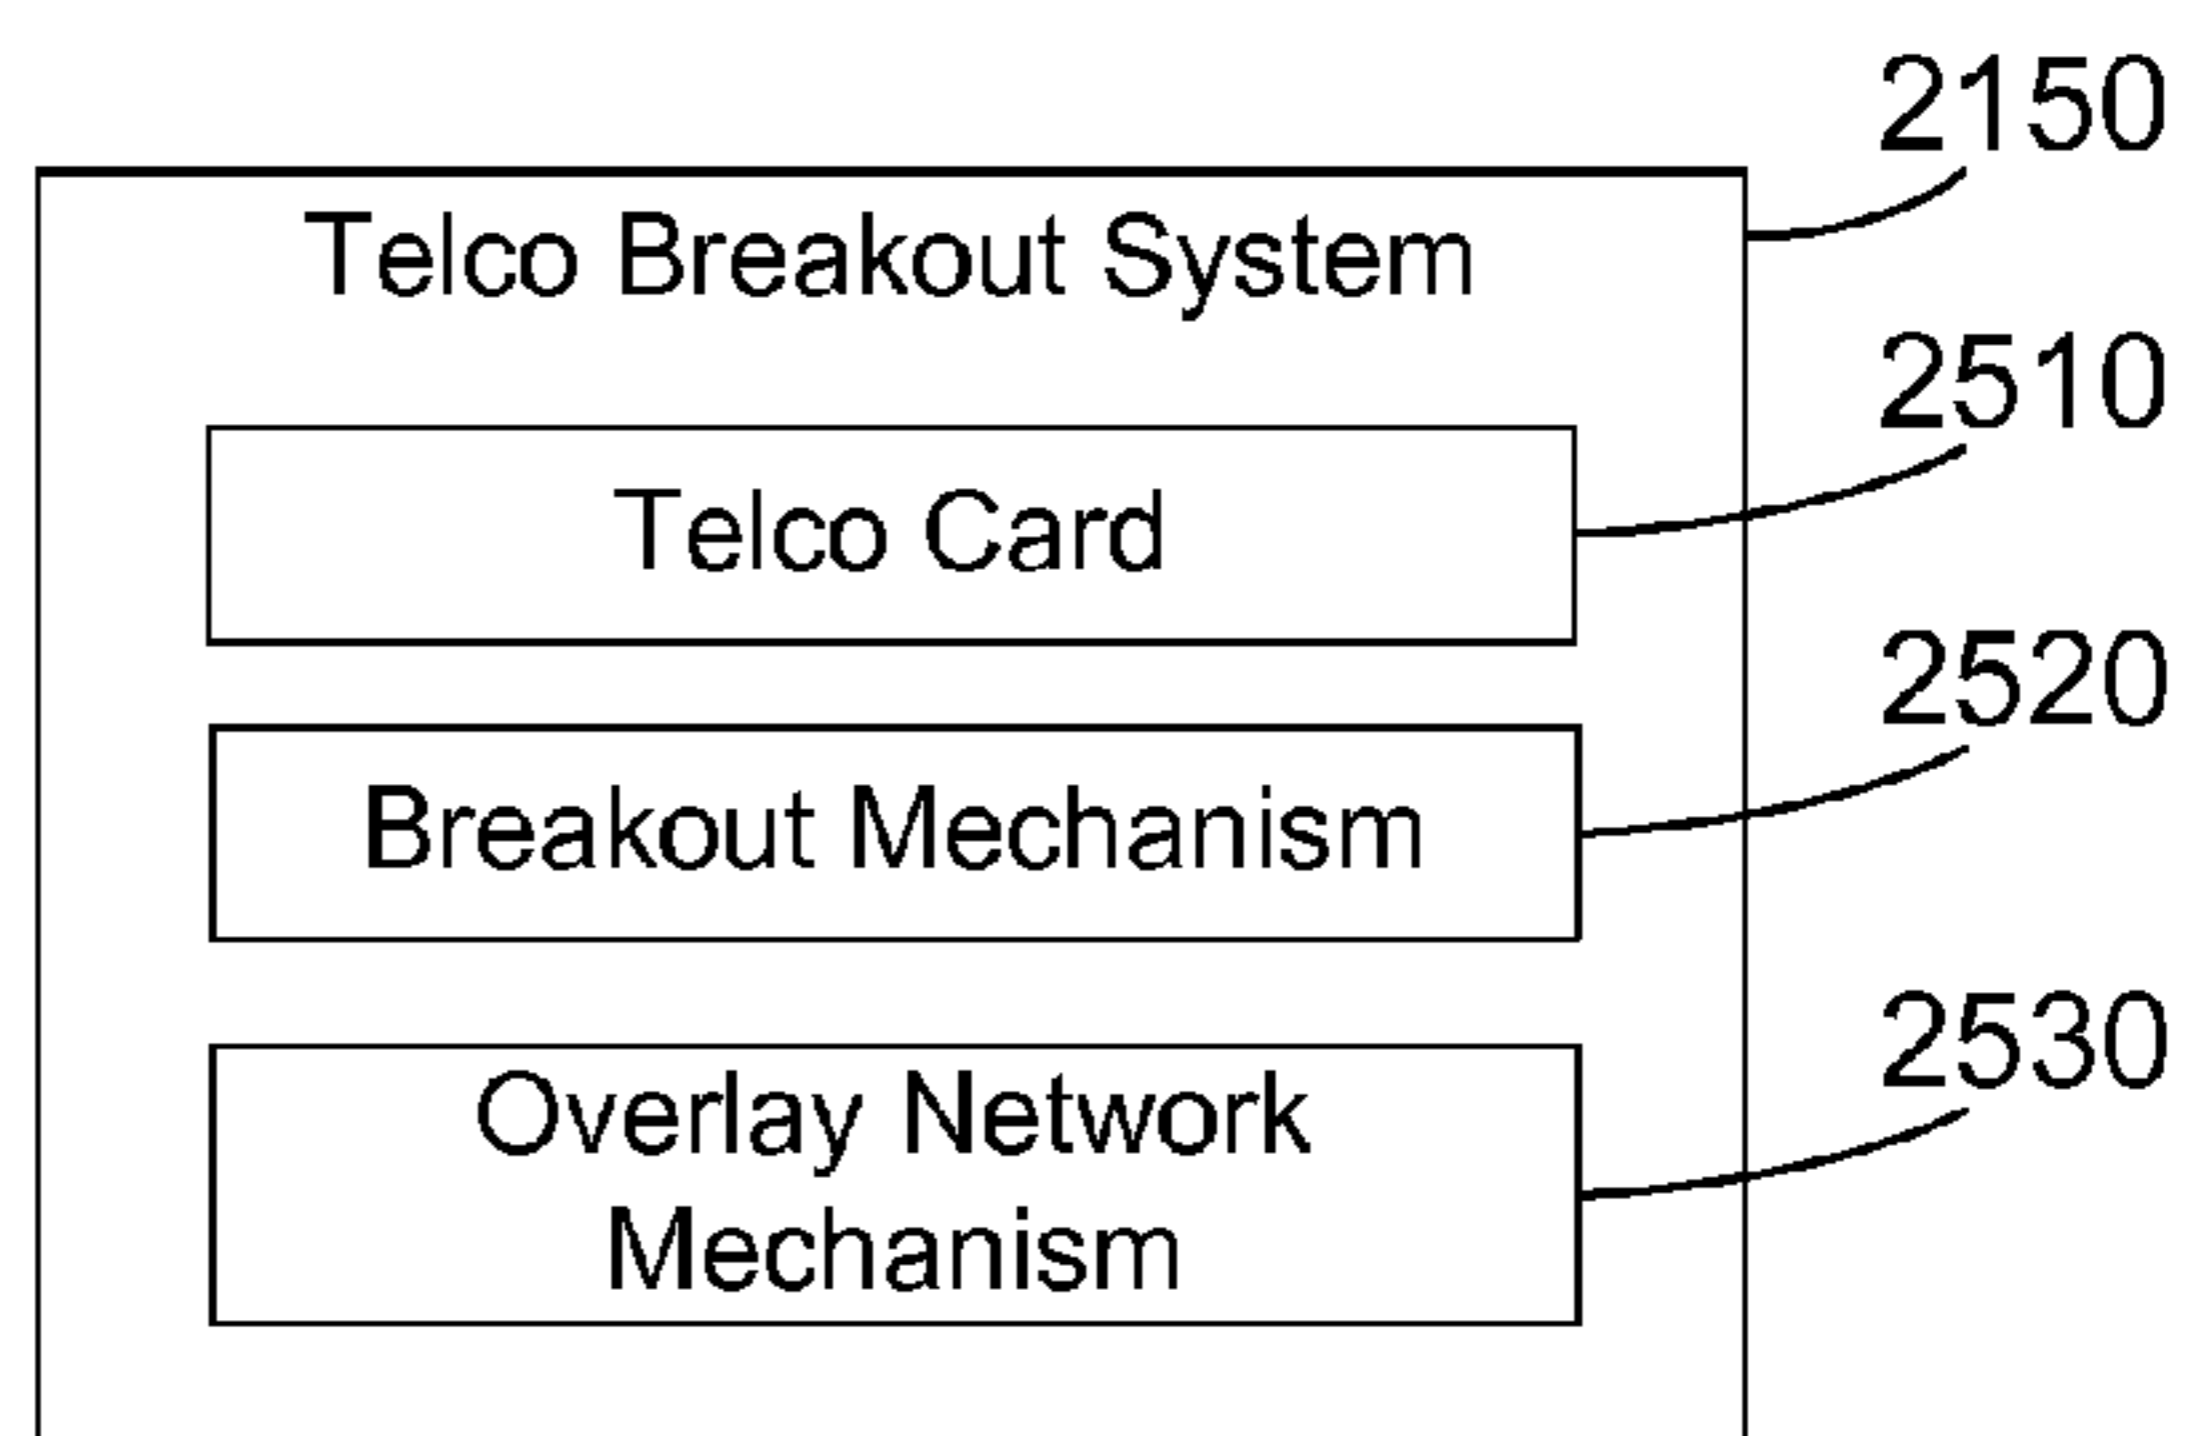 2150
Telco Breakout System
2510
Telco Card
2520
Breakout Mechanism
2530
Overlay Network
Mechanism